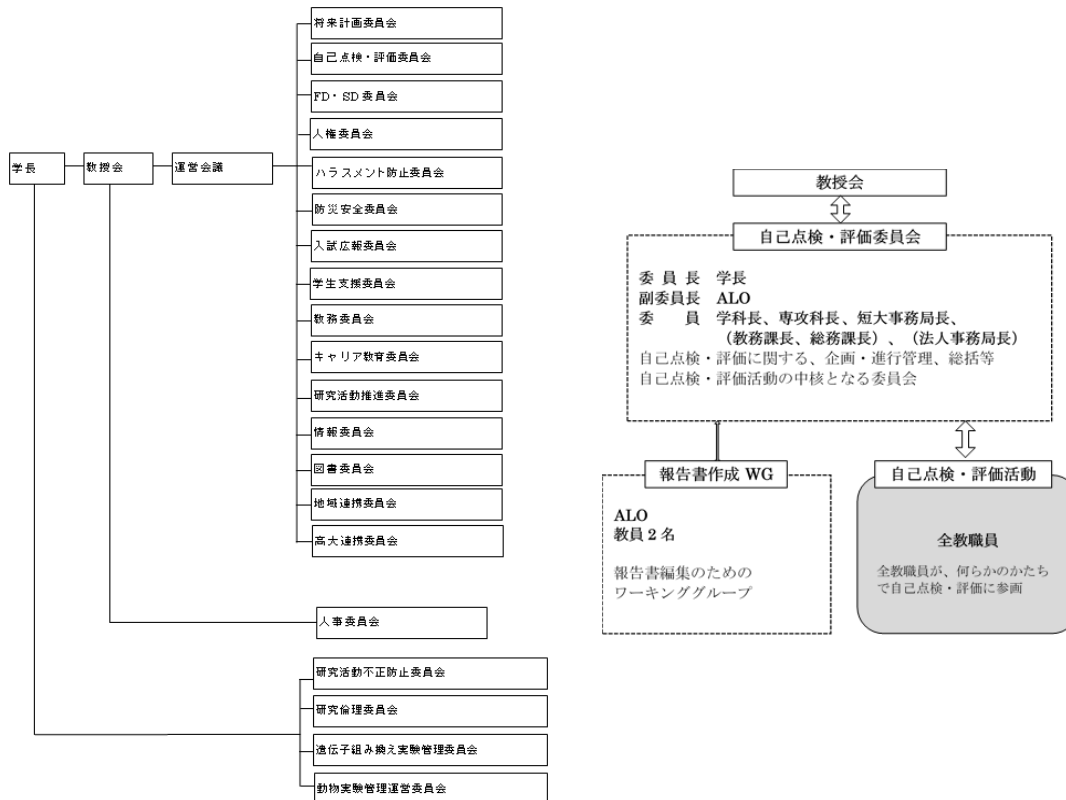 将来計画委員会
自己点検・評価委員会
FD・SD委員会
人権委員会
学長
教授会
運営会議
ハラスメント防止委員会
防災安全委員会
入試広報委員会
学生支援委員会
教務委員会
キャリア教育委員会
研究活動推進委員会
情報委員会
図書委員会
地域連携委員会
高大連携委員会
人事委員会
研究活動不正防止委員会
研究倫理委員会
遺伝子組み換え実験管理委員会
動物実験管理運営委員会
教授会
自己点検・評価委員会
委 員 長 学長
副委員長 ALO
委 員 学科長、専攻科長、短大事務局長、
（教務課長、総務課長）、（法人事務局長）
自己点検・評価に関する、企画・進行管理、総括等
自己点検・評価活動の中核となる委員会
報告書作成 WG
ALO
教員 2 名
報告書編集のための
ワーキンググループ
自己点検・評価活動
全教職員
全教職員が、何らかのかたち
で自己点検・評価に参画